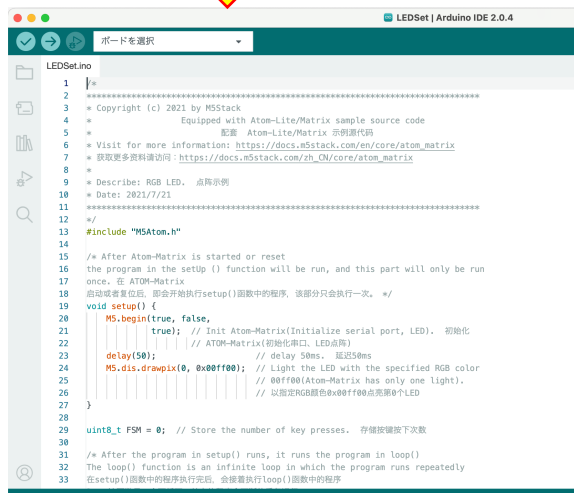 LEDSet | Arduino IDE 2.0.4
ボードを選択
LEDSet.ino
1 /*
2 *******************************************************************************
3 * Copyright (c) 2021 by M5Stack
4 * Equipped with Atom-Lite/Matrix sample source code
5 * 配套 Atom-Lite/Matrix 示例源代码
6 * Visit for more information: https://docs.m5stack.com/en/core/atom_matrix
7 * 获取更多资料请访问：https://docs.m5stack.com/zh_CN/core/atom_matrix
8 *
9 * Describe: RGB LED. 点阵示例
10 * Date: 2021/7/21
11 *******************************************************************************
12 */
13 #include "M5Atom.h"
14
15 /* After Atom-Matrix is started or reset
16 the program in the setUp () function will be run, and this part will only be run
17 once. 在 ATOM-Matrix
18 启动或者复位后，即会开始执行setup()函数中的程序，该部分只会执行一次。 */
19 void setup() {
20 M5.begin(true, false,
21 true); // Init Atom-Matrix(Initialize serial port, LED). 初始化
22 // ATOM-Matrix(初始化串口、LED点阵)
23 delay(50); // delay 50ms. 延迟50ms
24 M5.dis.drawpix(0, 0x00ff00); // Light the LED with the specified RGB color
25 // 00ff00(Atom-Matrix has only one light).
26 // 以指定RGB颜色0x00ff00点亮第0个LED
27 }
28
29 uint8_t FSM = 0; // Store the number of key presses. 存储按键按下次数
30
31 /* After the program in setup() runs, it runs the program in loop()
32 The loop() function is an infinite loop in which the program runs repeatedly
33 在setup()函数中的程序执行完后，会接着执行loop()函数中的程序